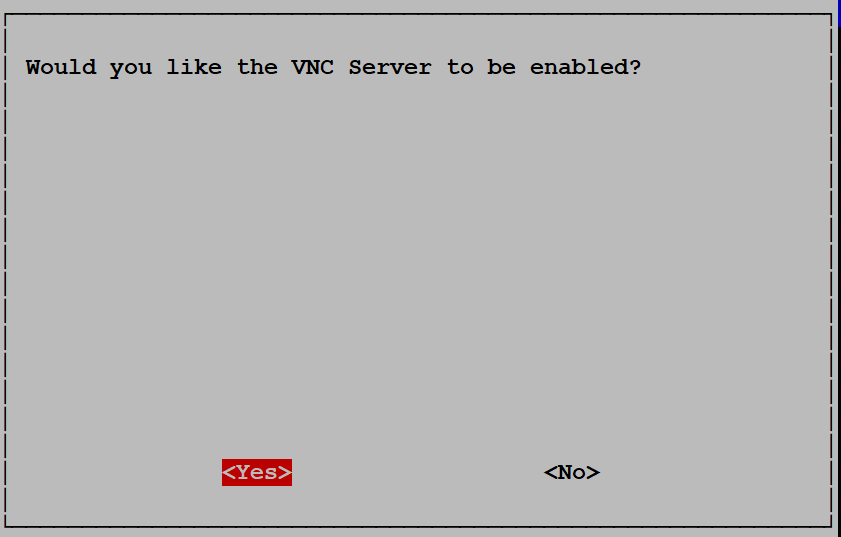 Would you like the VNC Server to be enabled?
<Yes> <No>